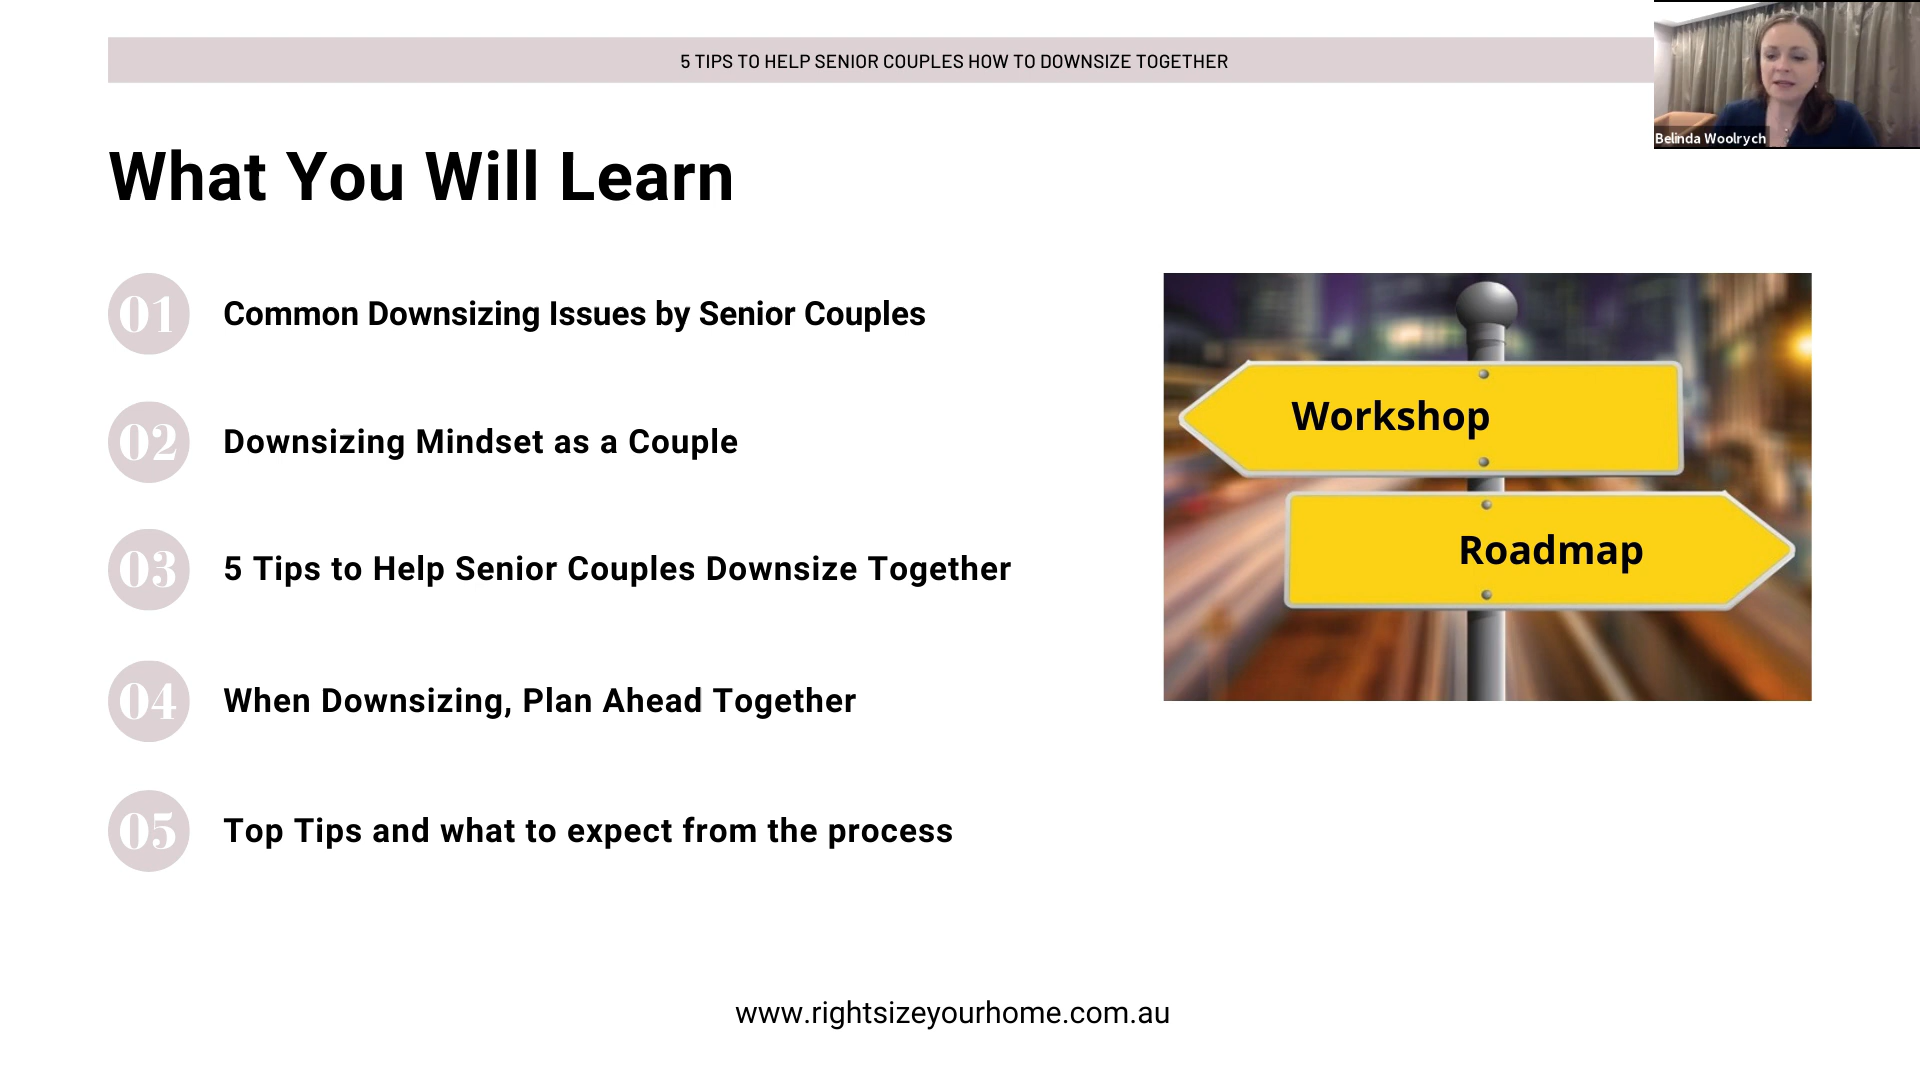 5 TIPS TO HELP SENIOR COUPLES HOW TO DOWNSIZE TOGETHER
Belinda Woolrych
What You Will Learn
01 Common Downsizing Issues by Senior Couples
02 Downsizing Mindset as a Couple
03 5 Tips to Help Senior Couples Downsize Together
04 When Downsizing, Plan Ahead Together
05 Top Tips and what to expect from the process
Workshop
Roadmap
www.rightsizeyourhome.com.au